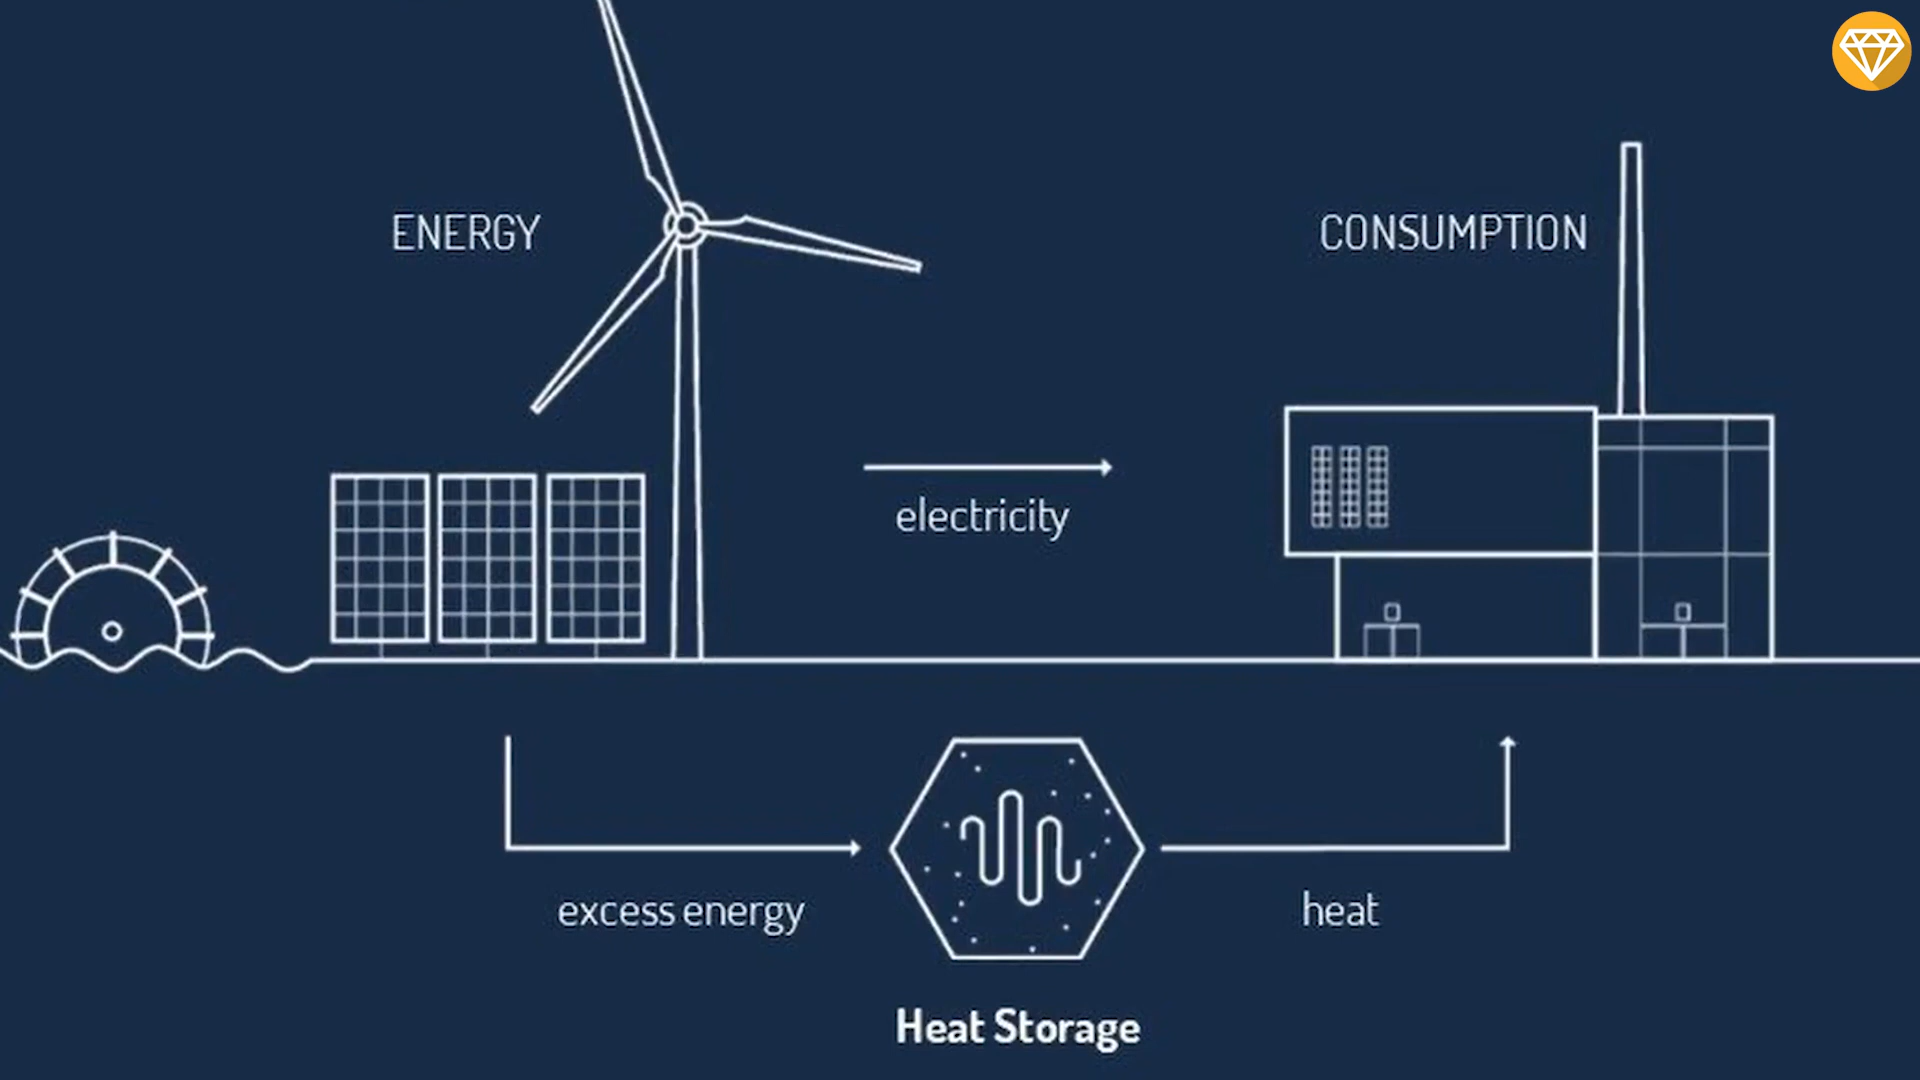 ENERGY
CONSUMPTION
electricity
excess energy
heat
Heat Storage